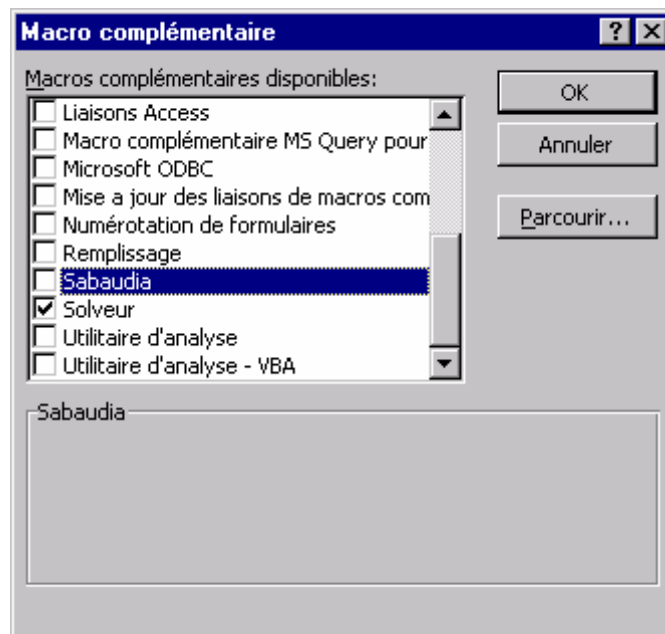 Macro complémentaire
Macros complémentaires disponibles:
Liaisons Access
Macro complémentaire MS Query pour
Microsoft ODBC
Mise a jour des liaisons de macros com
Numérotation de formulaires
Remplissage
Sabaudia
Solveur
Utilitaire d'analyse
Utilitaire d'analyse - VBA
OK
Annuler
Parcourir...
Sabaudia